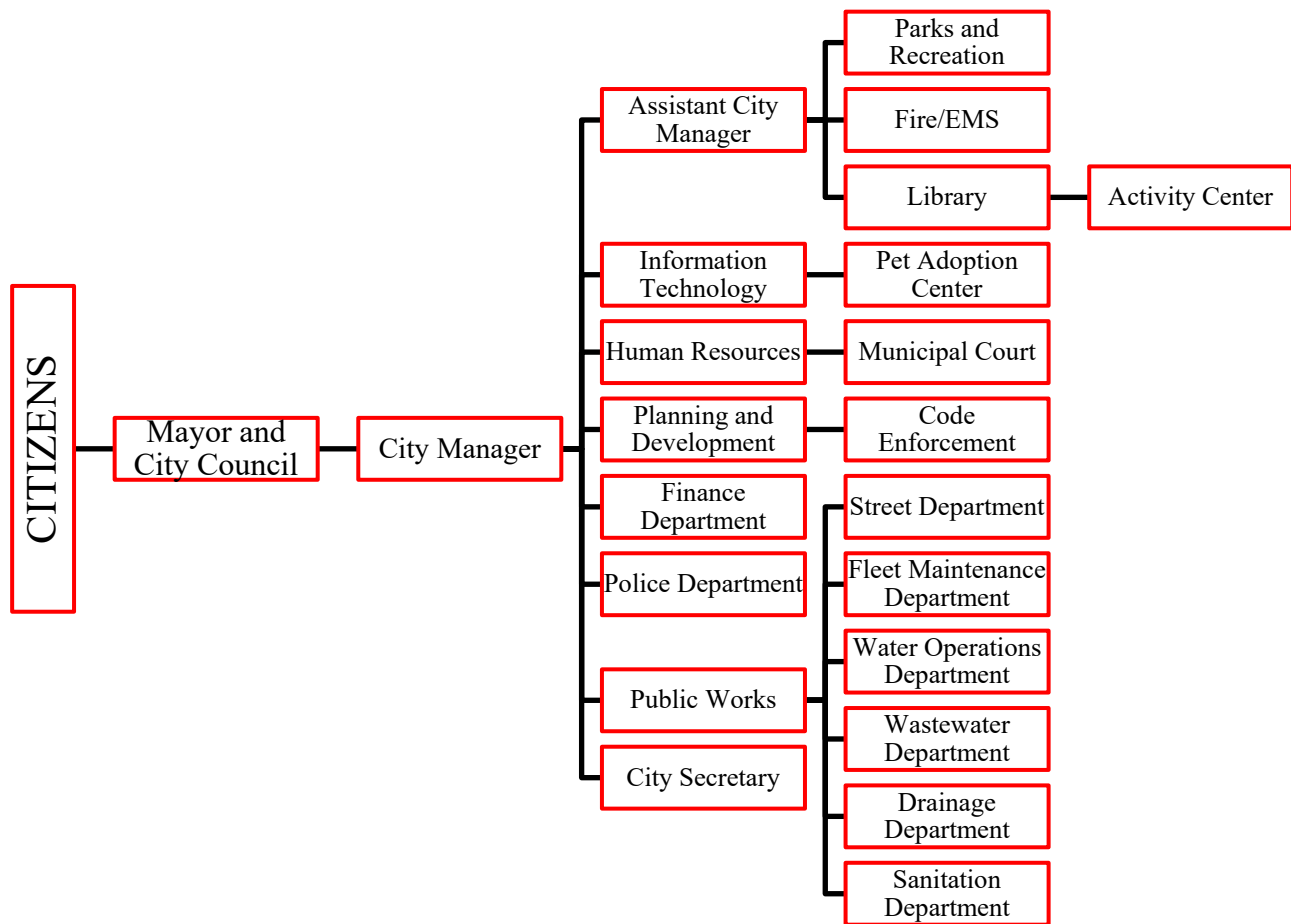 CITIZENS
Mayor and
City Council
City Manager
Assistant City
Manager
Parks and
Recreation
Fire/EMS
Library
Activity Center
Information
Technology
Pet Adoption
Center
Human Resources
Municipal Court
Planning and
Development
Code
Enforcement
Finance
Department
Police Department
Public Works
Street Department
Fleet Maintenance
Department
Water Operations
Department
Wastewater
Department
Drainage
Department
Sanitation
Department
City Secretary